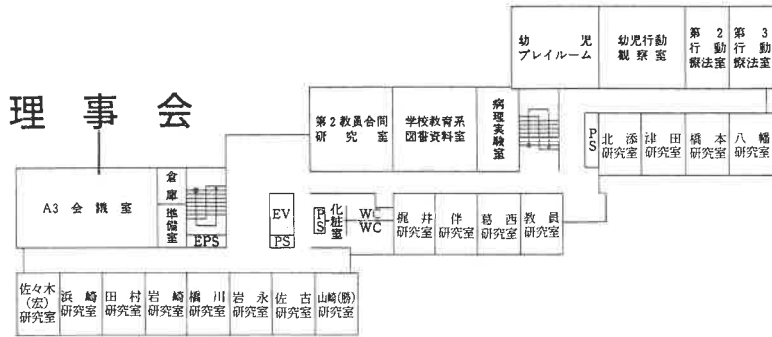 幼児 幼児行動 第2 第3
プレイルーム 観察室 行動 行動
療法室 療法室
理事会
第2教員合同 学校教育系 病理実験室
研究室 図書資料室
PS 北添 津田 橋本 八幡
研究室 研究室 研究室 研究室
A3会議室 倉庫 準備室 EPS
EV PS PS 化粧室 WC WC
梶井 伴 葛西 教員
研究室 研究室 研究室 研究室
佐々木(宏) 浜崎 田村 岩崎 橋川 岩永 佐古 山崎(勝)
研究室 研究室 研究室 研究室 研究室 研究室 研究室 研究室